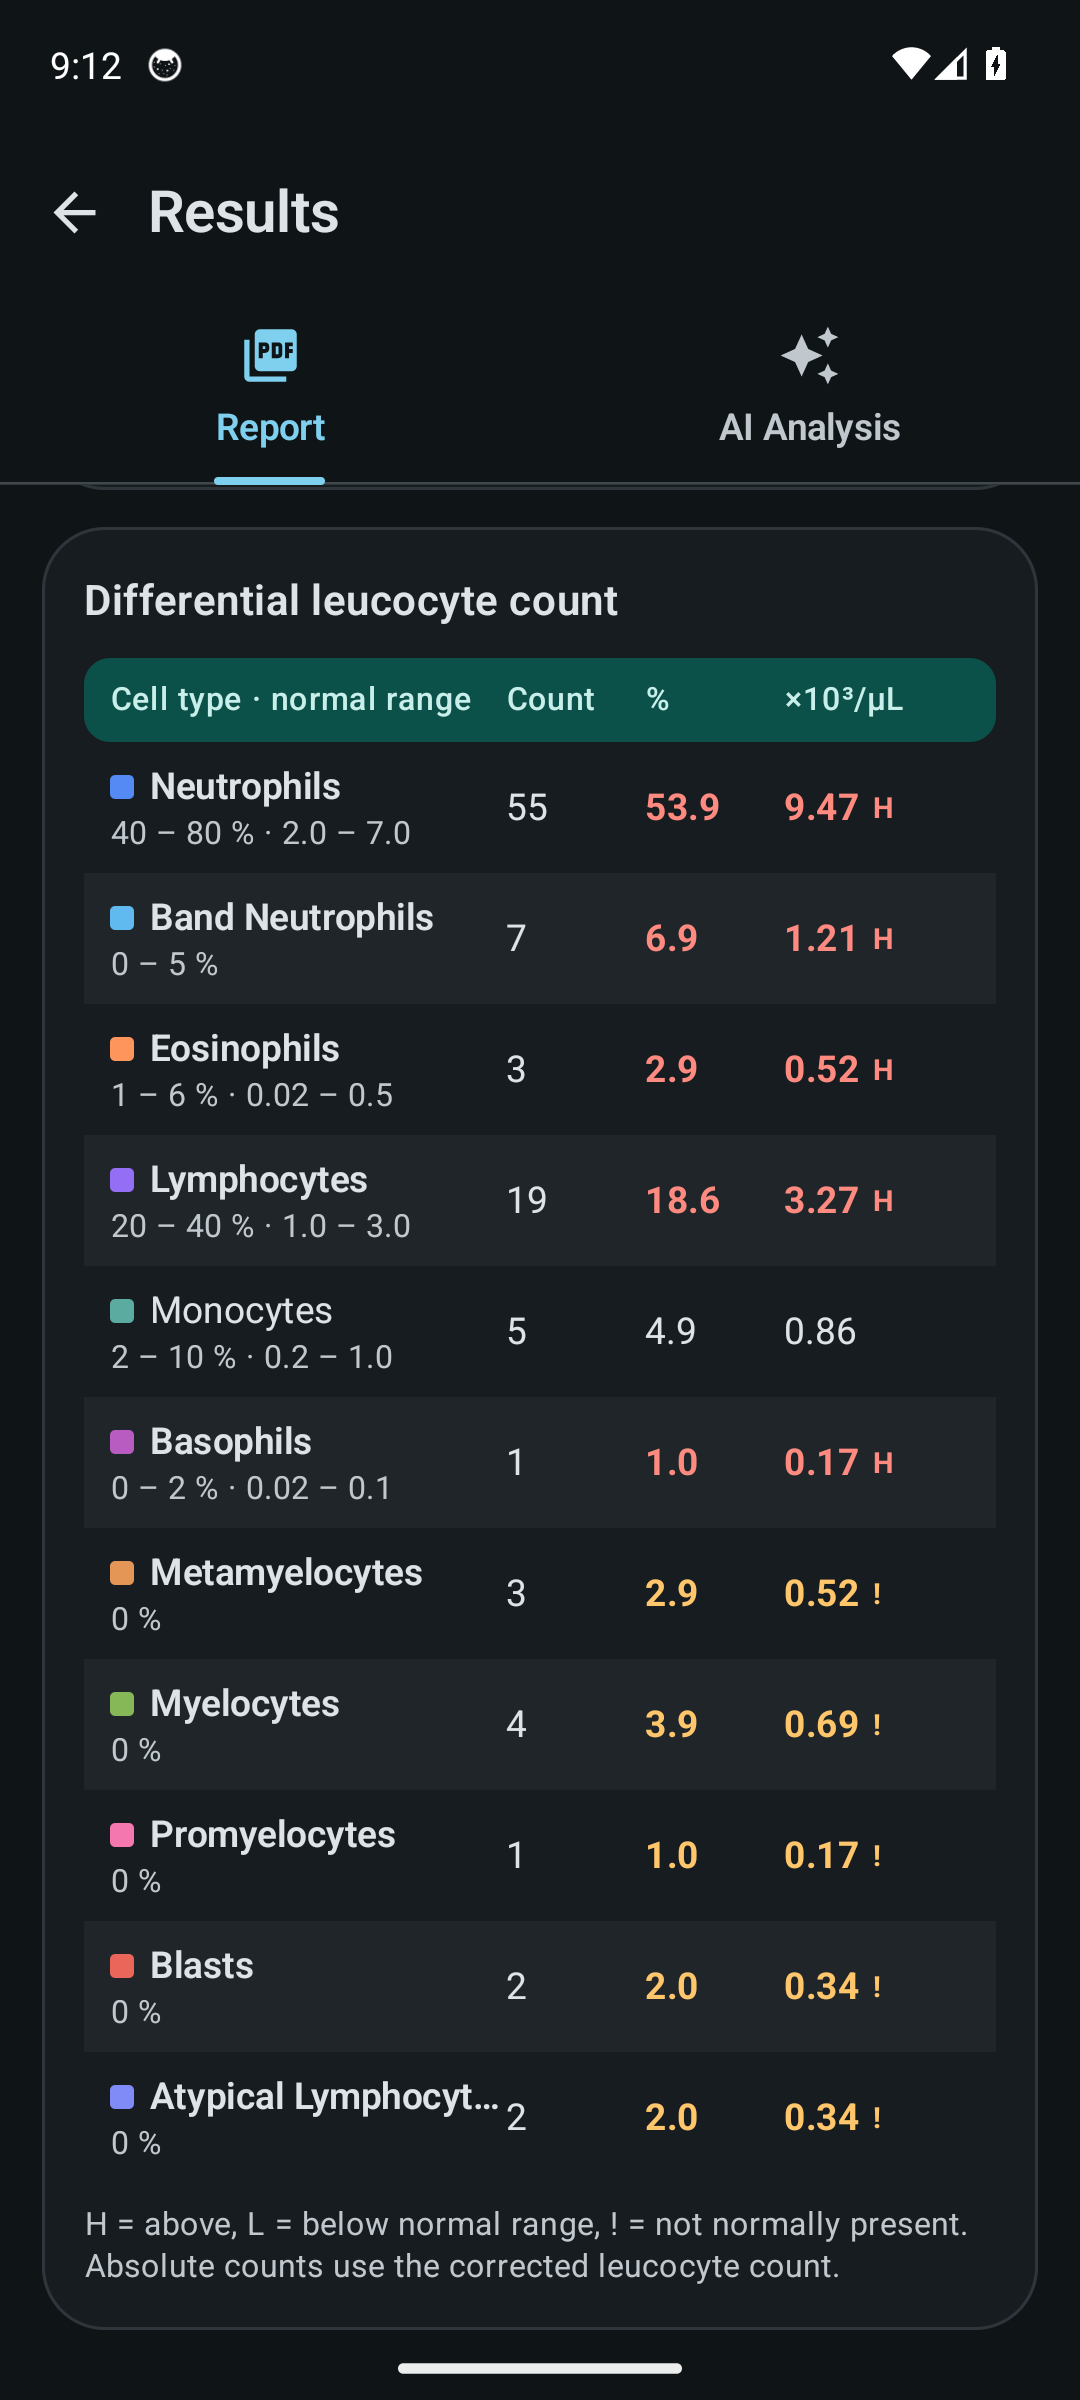 9:12
Results
PDF
Report
AI Analysis
Differential leucocyte count
Cell type · normal range Count % ×10³/µL
Neutrophils
40 – 80 % · 2.0 – 7.0
55 53.9 9.47 H
Band Neutrophils
0 – 5 %
7 6.9 1.21 H
Eosinophils
1 – 6 % · 0.02 – 0.5
3 2.9 0.52 H
Lymphocytes
20 – 40 % · 1.0 – 3.0
19 18.6 3.27 H
Monocytes
2 – 10 % · 0.2 – 1.0
5 4.9 0.86
Basophils
0 – 2 % · 0.02 – 0.1
1 1.0 0.17 H
Metamyelocytes
0 %
3 2.9 0.52 !
Myelocytes
0 %
4 3.9 0.69 !
Promyelocytes
0 %
1 1.0 0.17 !
Blasts
0 %
2 2.0 0.34 !
Atypical Lymphocyt...
0 %
2 2.0 0.34 !
H = above, L = below normal range, ! = not normally present.
Absolute counts use the corrected leucocyte count.